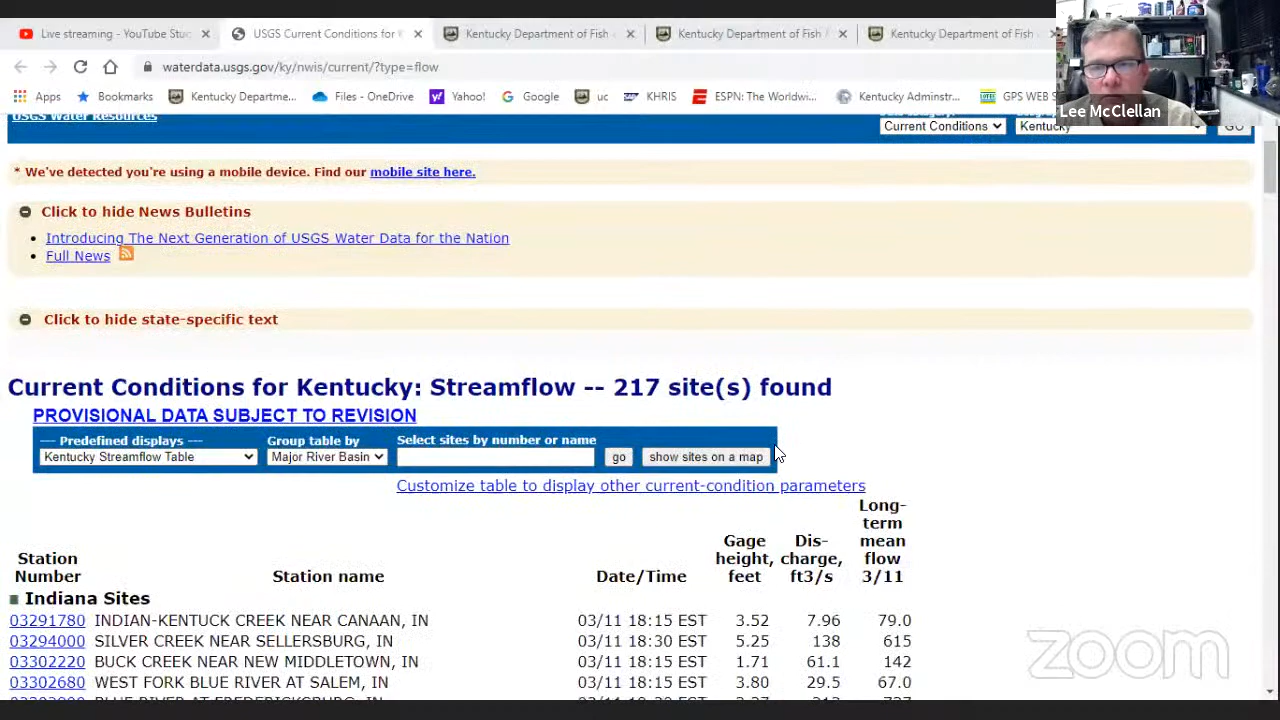 Live streaming - YouTube Stu
USGS Current Conditions for
Kentucky Department of Fish
Kentucky Department of Fish
Kentucky Department of Fish
waterdata.usgs.gov/ky/nwis/current/?type=flow
Apps
Bookmarks
Kentucky Departme...
Files - OneDrive
Yahoo!
Google
uc
KHRIS
ESPN: The Worldwi...
Kentucky Adminstr...
GPS WEB S
Lee McClellan
USGS Water Resources
Current Conditions
Kentucky
GO
* We've detected you're using a mobile device. Find our mobile site here.
Click to hide News Bulletins
Introducing The Next Generation of USGS Water Data for the Nation
Full News
Click to hide state-specific text
Current Conditions for Kentucky: Streamflow -- 217 site(s) found
PROVISIONAL DATA SUBJECT TO REVISION
---- Predefined displays ----
Group table by
Select sites by number or name
Kentucky Streamflow Table
Major River Basin
go
show sites on a map
Customize table to display other current-condition parameters
Station Number
Station name
Date/Time
Gage height, feet
Dis-charge, ft3/s
Long-term mean flow 3/11
Indiana Sites
03291780 INDIAN-KENTUCK CREEK NEAR CANAAN, IN 03/11 18:15 EST 3.52 7.96 79.0
03294000 SILVER CREEK NEAR SELLERSBURG, IN 03/11 18:30 EST 5.25 138 615
03302220 BUCK CREEK NEAR NEW MIDDLETOWN, IN 03/11 18:15 EST 1.71 61.1 142
03302680 WEST FORK BLUE RIVER AT SALEM, IN 03/11 18:15 EST 3.80 29.5 67.0
zoom